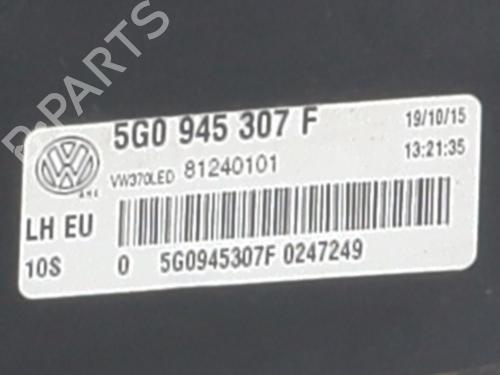 B-PARTS
5G0 945 307 F
19/10/15
VW370LED 81240101
13:21:35
LH EU
10S
0 5G0945307F 0247249